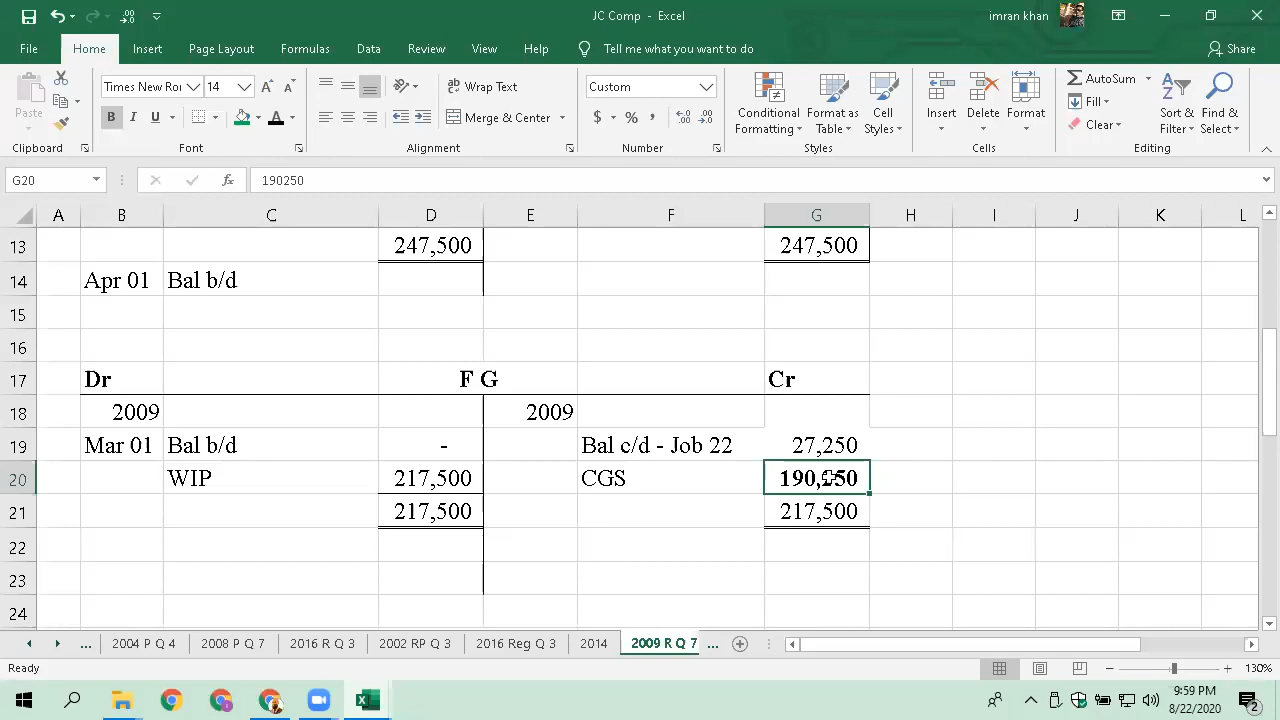 JC Comp - Excel
imran khan
File Home Insert Page Layout Formulas Data Review View Help Tell me what you want to do Share
Paste
Times New Roi 14
B I U
Wrap Text
Merge & Center
Custom
$ % ,
Conditional Formatting
Format as Table
Cell Styles
Insert Delete Format
AutoSum
Fill
Clear
Sort & Filter
Find & Select
Clipboard Font Alignment Number Styles Cells Editing
G20 fx 190250
A B C D E F G H I J K L
13 247,500 247,500
14 Apr 01 Bal b/d
15
16
17 Dr F G Cr
18 2009 2009
19 Mar 01 Bal b/d - Bal c/d - Job 22 27,250
20 WIP 217,500 CGS 190,250
21 217,500 217,500
22
23
24
... 2004 P Q 4 2008 P Q 7 2016 R Q 3 2002 RP Q 3 2016 Reg Q 3 2014 2009 R Q 7 ...
Ready 130%
9:59 PM
8/22/2020
2